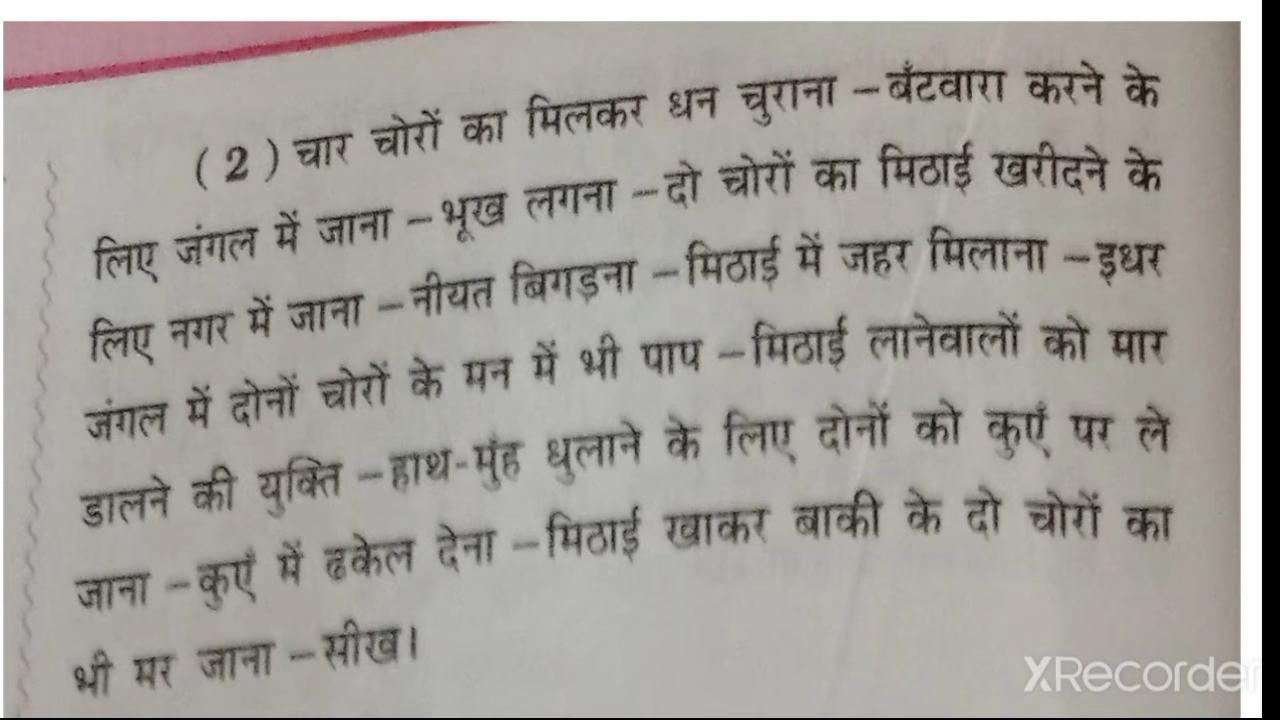 (2) चार चोरों का मिलकर धन चुराना – बँटवारा करने के
लिए जंगल में जाना – भूख लगना – दो चोरों का मिठाई खरीदने के
लिए नगर में जाना – नीयत बिगड़ना – मिठाई में जहर मिलाना – इधर
जंगल में दोनों चोरों के मन में भी पाप – मिठाई लानेवालों को मार
डालने की युक्ति – हाथ-मुंह धुलाने के लिए दोनों को कुएं पर ले
जाना – कुएं में ढकेल देना – मिठाई खाकर बाकी के दो चोरों का
भी मर जाना – सीख।
XRecorder